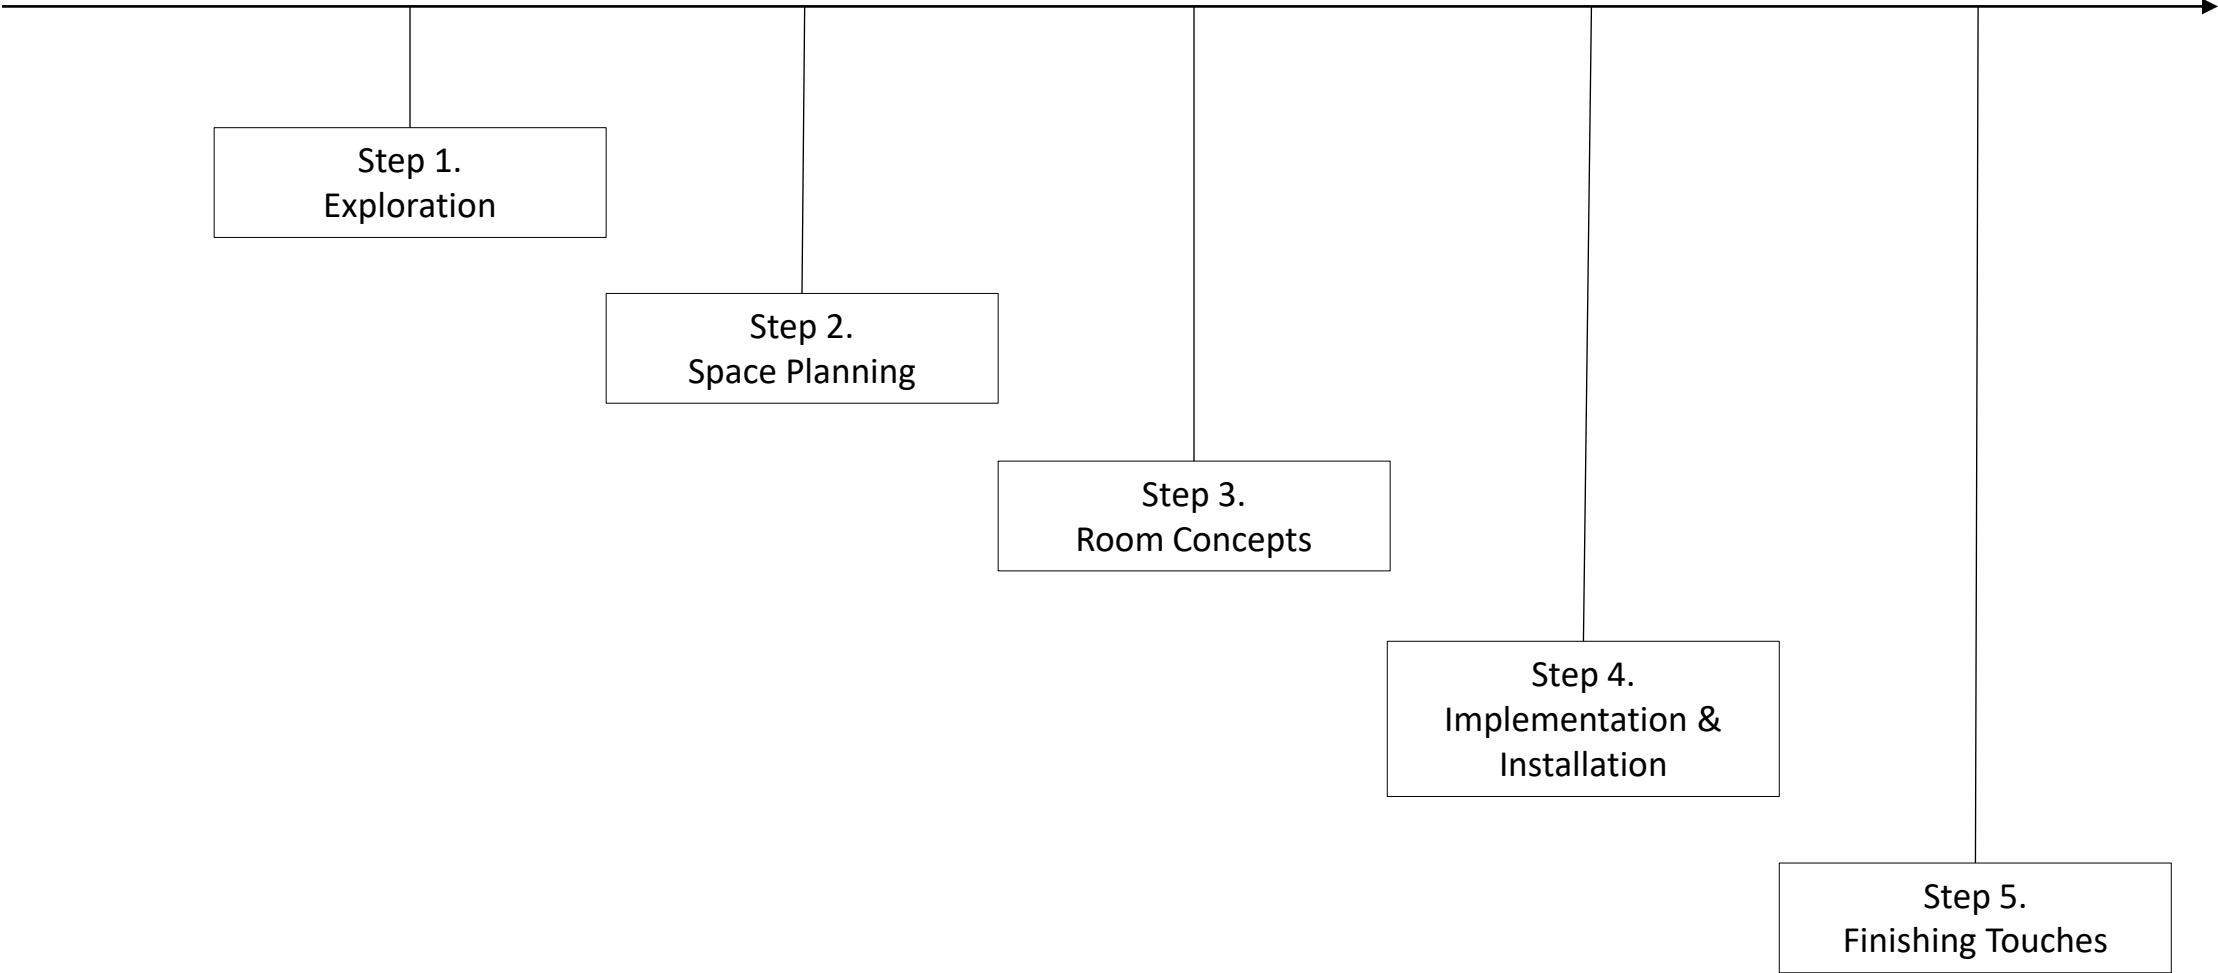 Step 1.
Exploration
Step 2.
Space Planning
Step 3.
Room Concepts
Step 4.
Implementation &
Installation
Step 5.
Finishing Touches